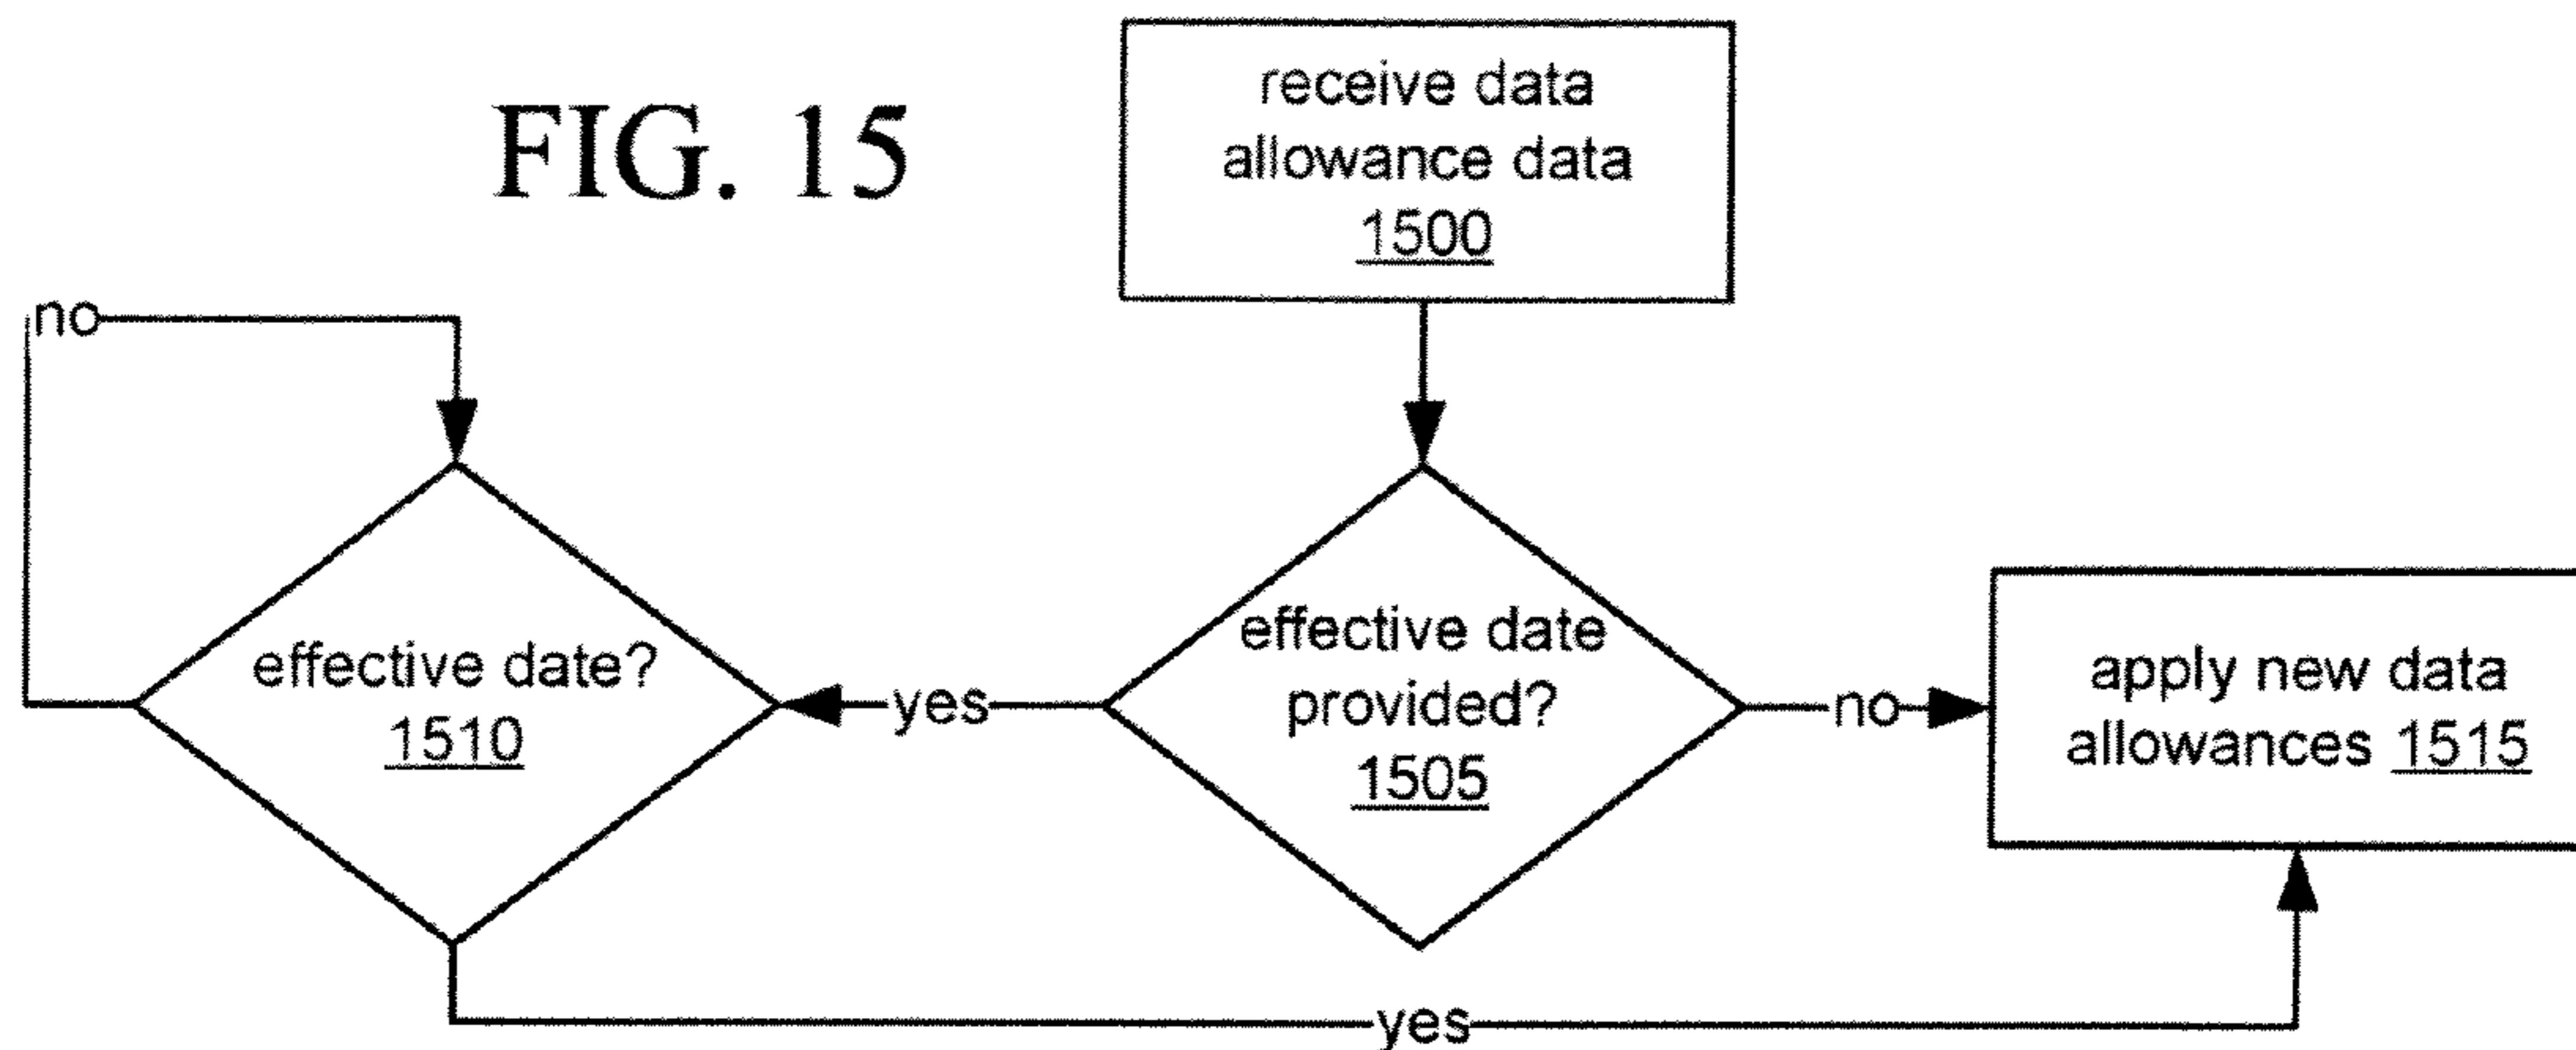 FIG. 15
receive data
allowance data
1500
no
effective date?
1510
yes
effective date
provided?
1505
no
apply new data
allowances 1515
yes